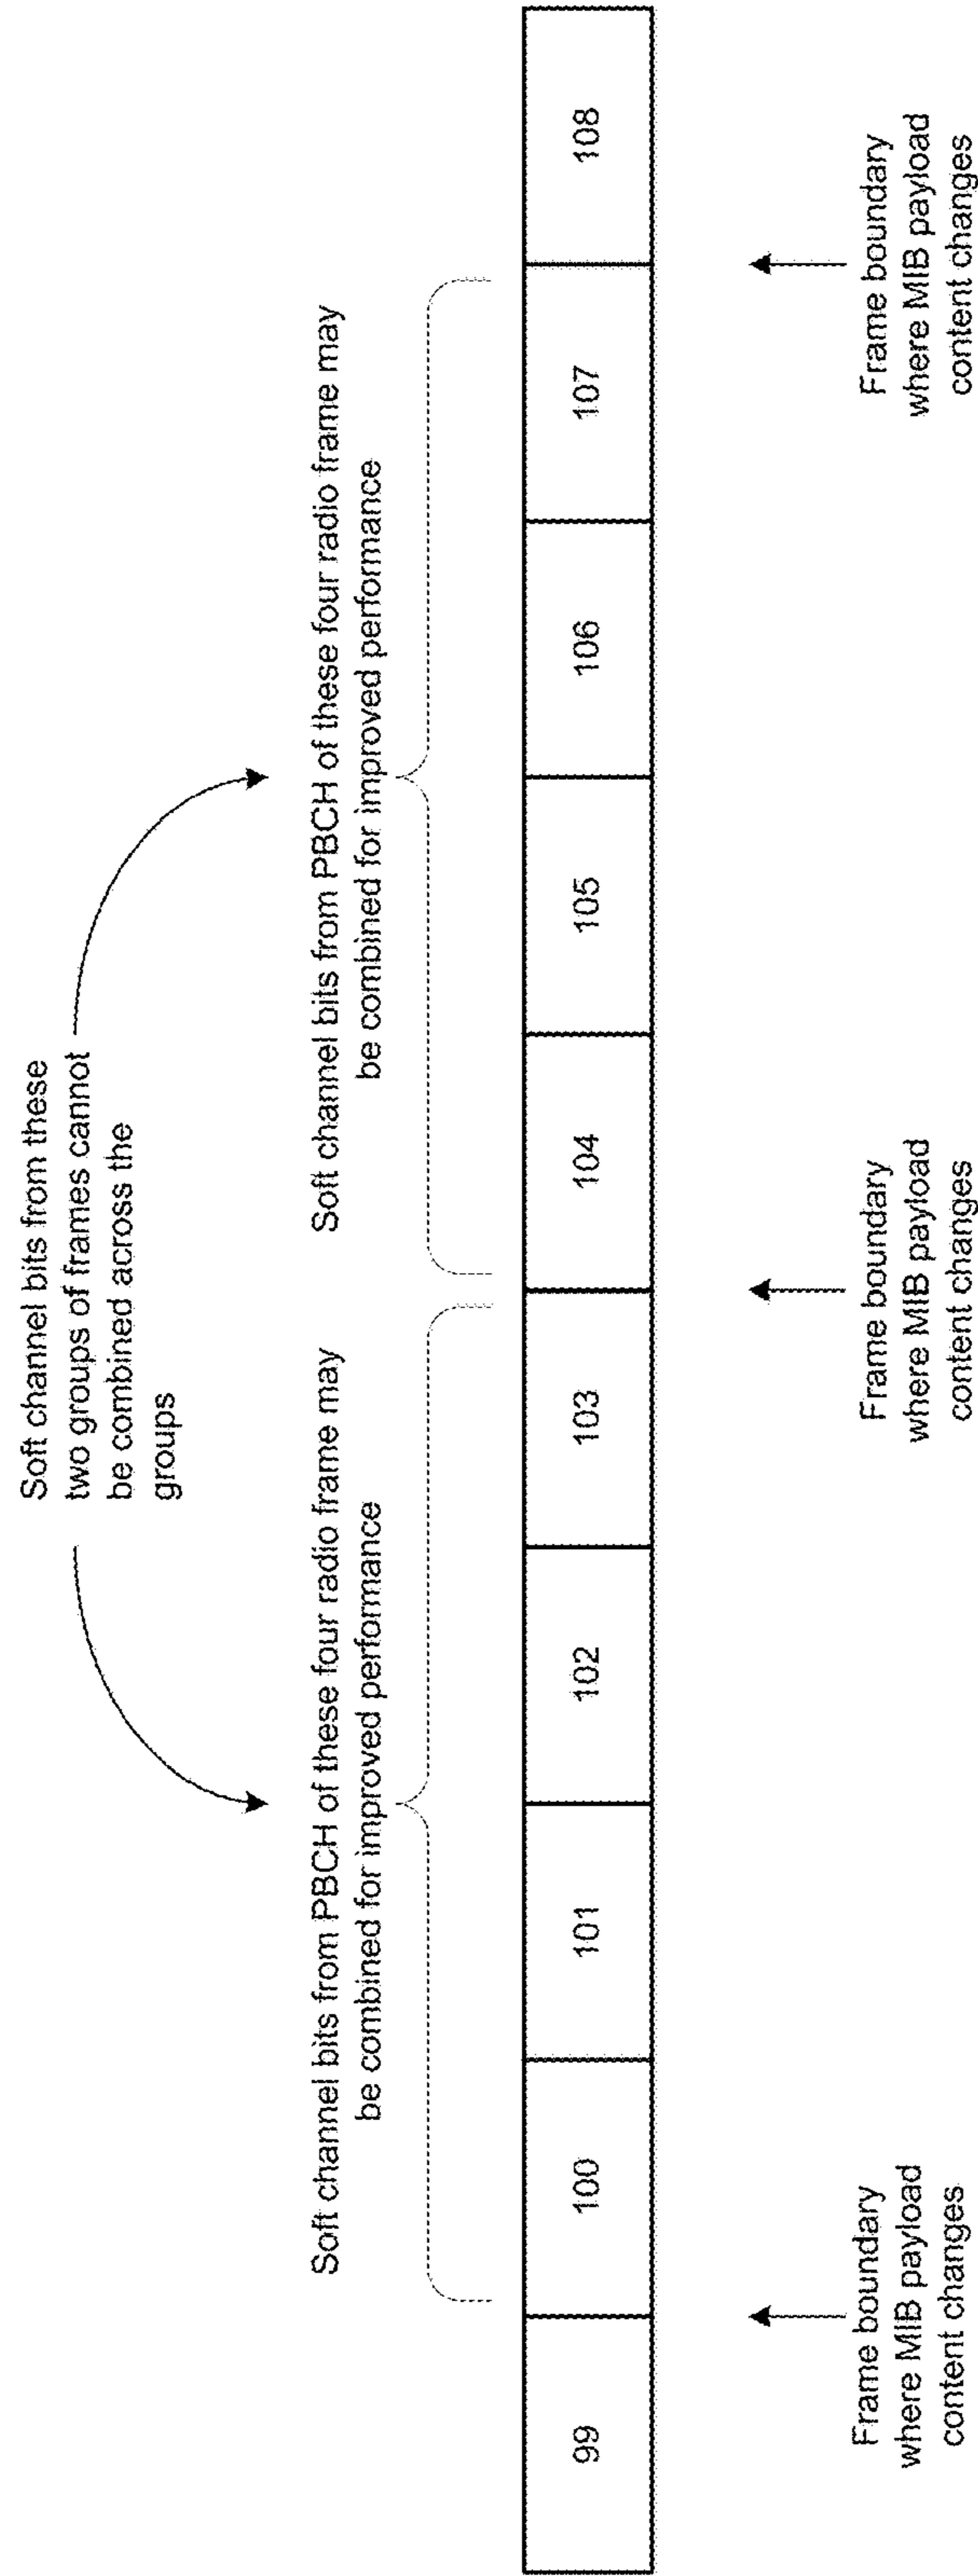 Soft channel bits from these
two groups of frames cannot
be combined across the
groups
Soft channel bits from PBCH of these four radio frame may
be combined for improved performance
Soft channel bits from PBCH of these four radio frame may
be combined for improved performance
99
100
101
102
103
104
105
106
107
108
Frame boundary
where MIB payload
content changes
Frame boundary
where MIB payload
content changes
Frame boundary
where MIB payload
content changes